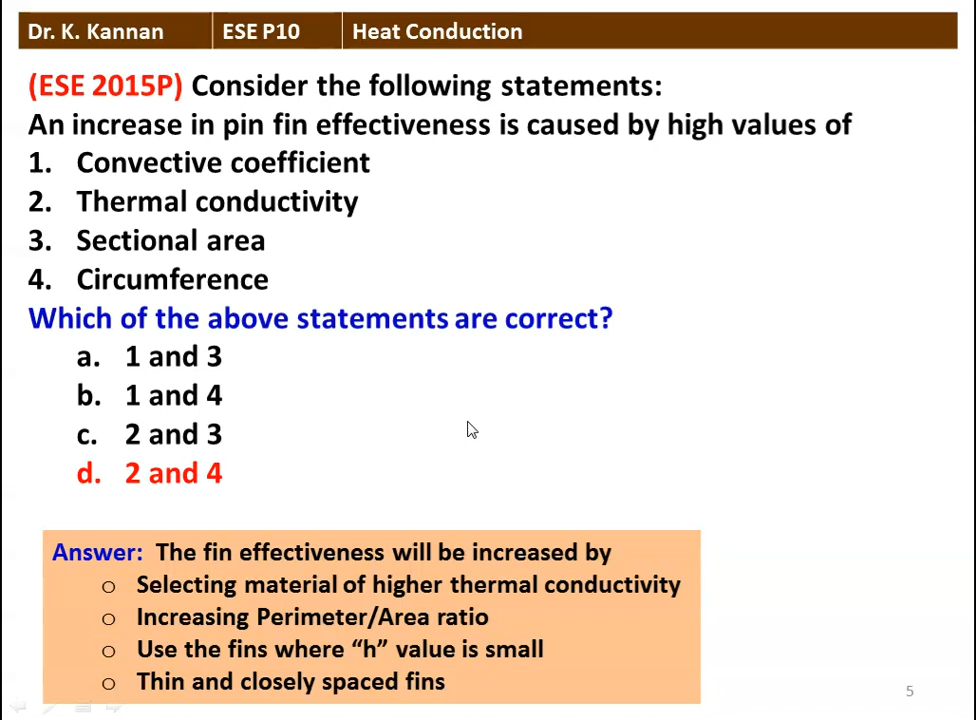 Dr. K. Kannan ESE P10 Heat Conduction
(ESE 2015P) Consider the following statements:
An increase in pin fin effectiveness is caused by high values of
1. Convective coefficient
2. Thermal conductivity
3. Sectional area
4. Circumference
Which of the above statements are correct?
a. 1 and 3
b. 1 and 4
c. 2 and 3
d. 2 and 4
Answer: The fin effectiveness will be increased by
o Selecting material of higher thermal conductivity
o Increasing Perimeter/Area ratio
o Use the fins where “h” value is small
o Thin and closely spaced fins
5